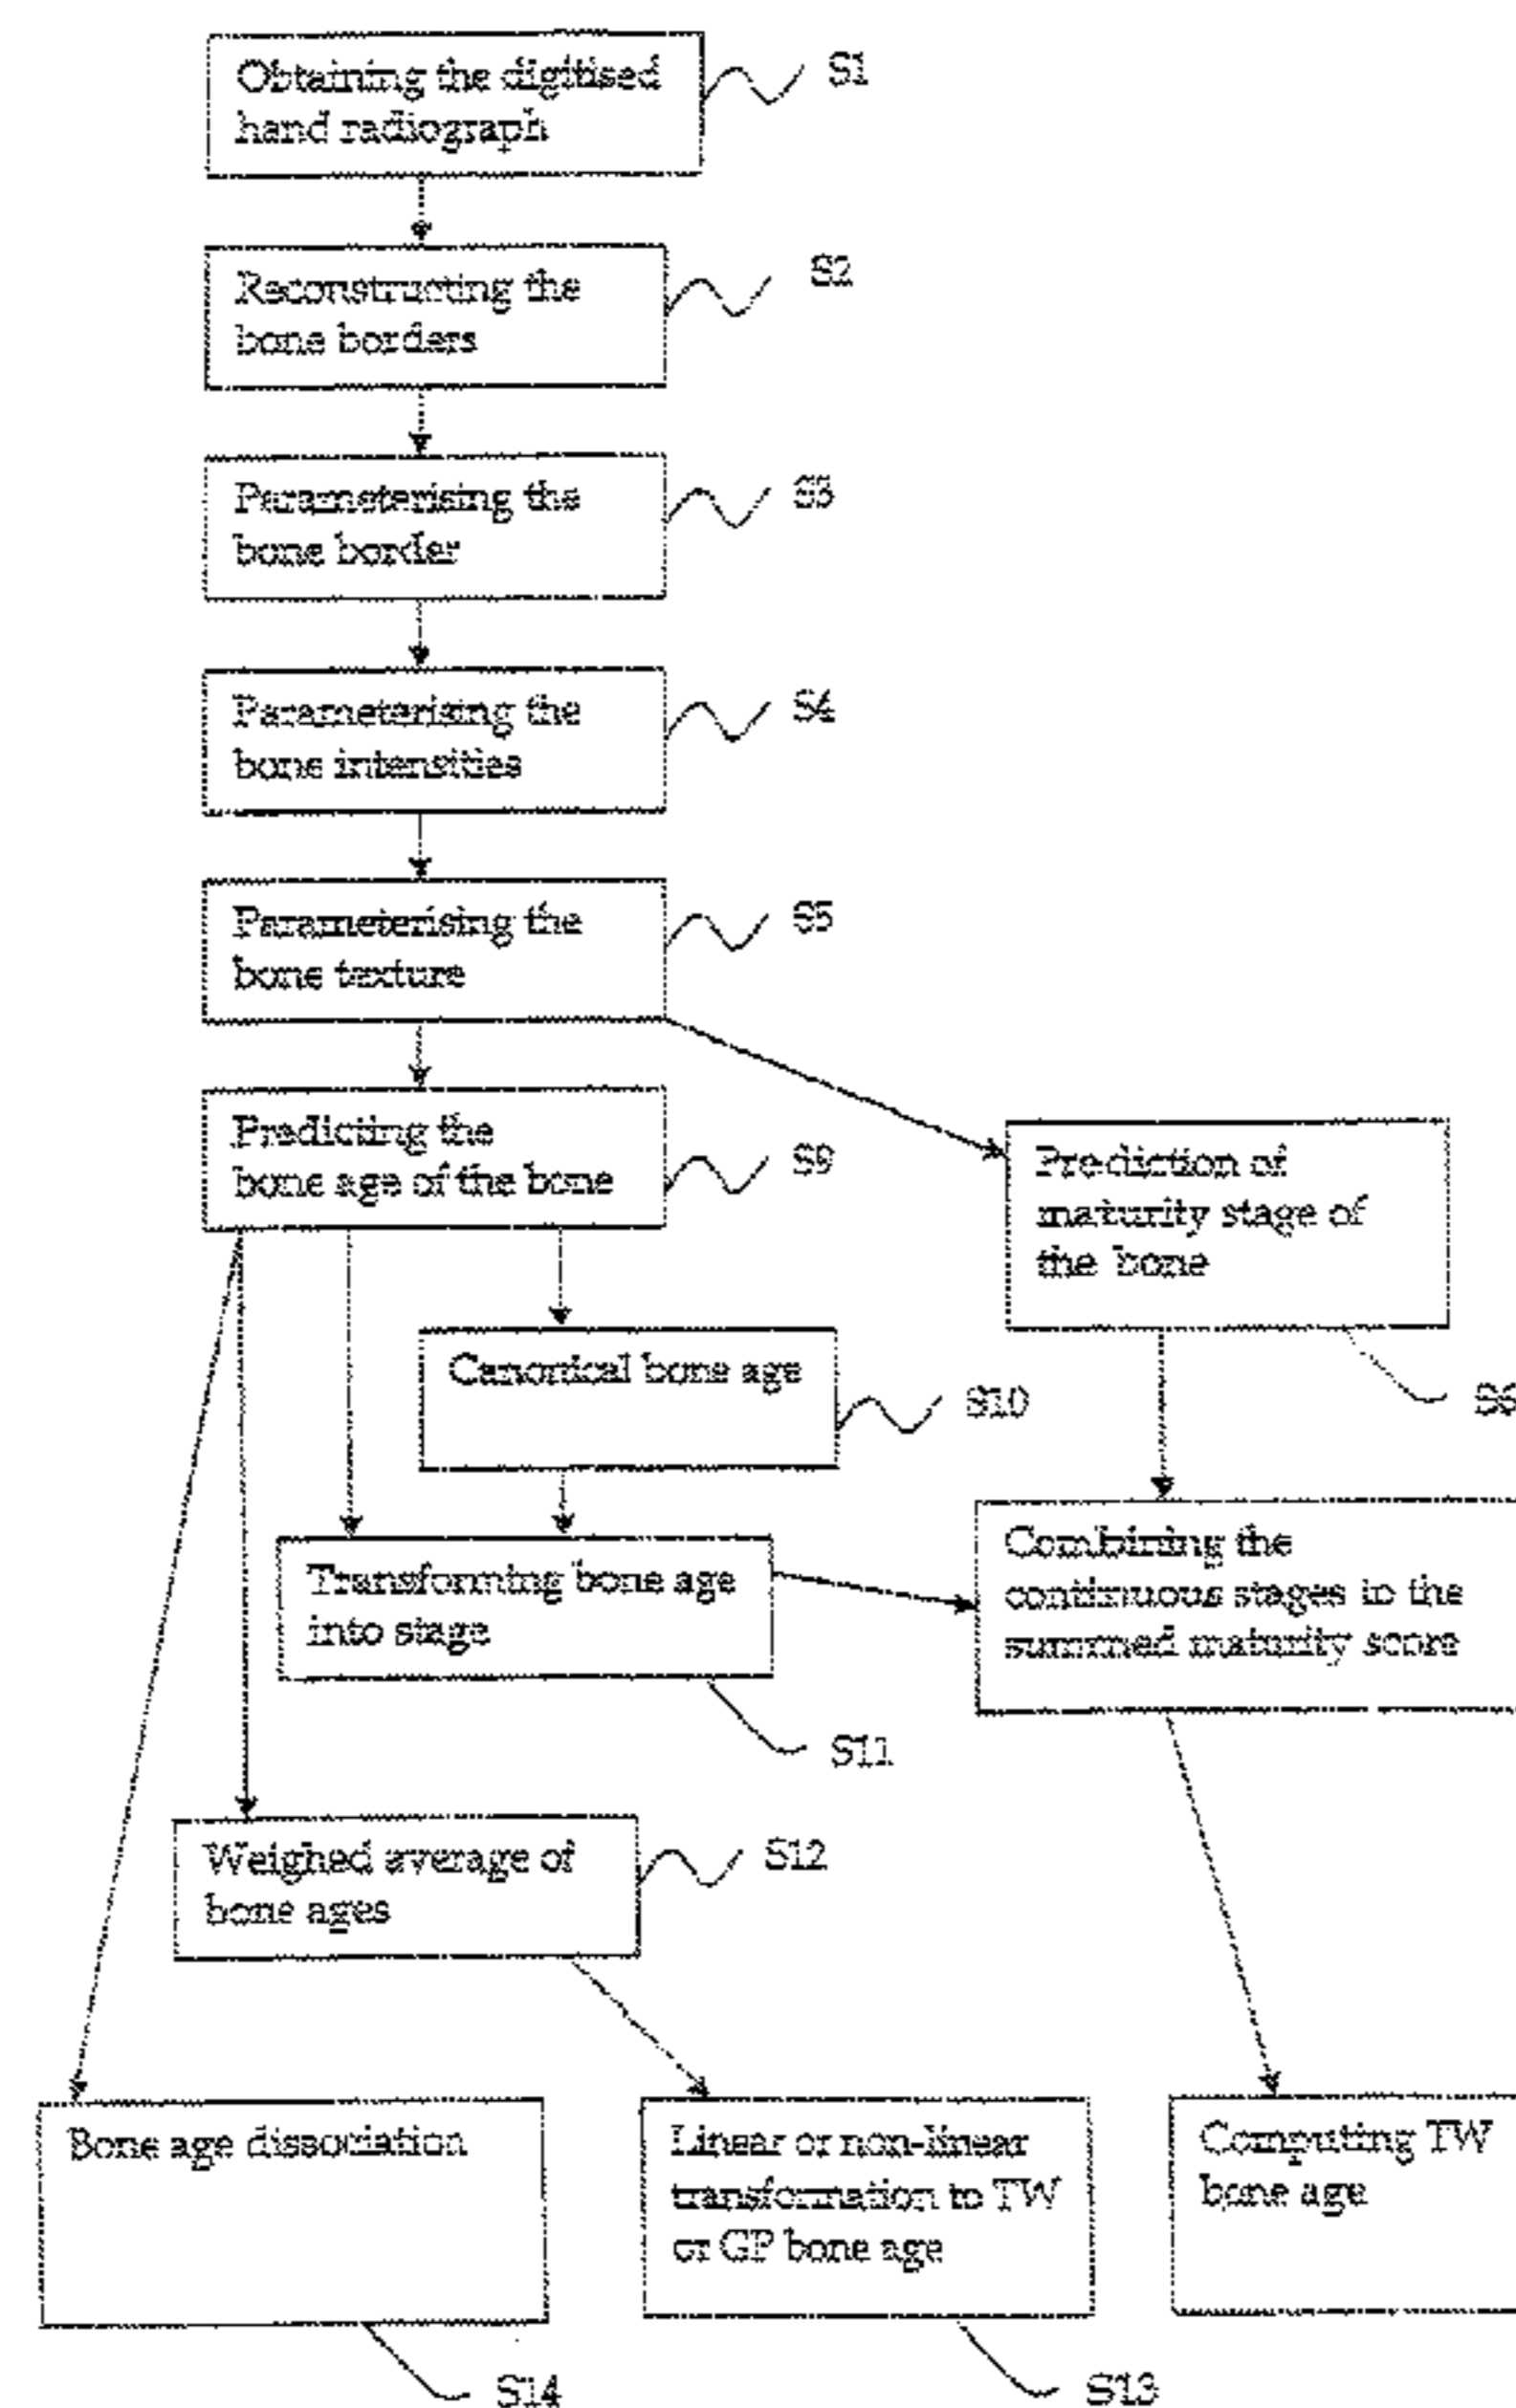 Obtaining the digitised
hand radiograph
S1
Reconstructing the
bone borders
S2
Parameterising the
bone border
S3
Parameterising the
bone intensities
S4
Parameterising the
bone texture
S5
Predicting the
bone age of the bone
S9
Prediction of
maturity stage of
the bone
S6
Canonical bone age
S10
Transforming bone age
into stage
S11
Combining the
continuous stages to the
summed maturity score
Weighed average of
bone ages
S12
Bone age dissociation
S14
Linear or non-linear
transformation to TW
or GP bone age
S13
Computing TW
bone age